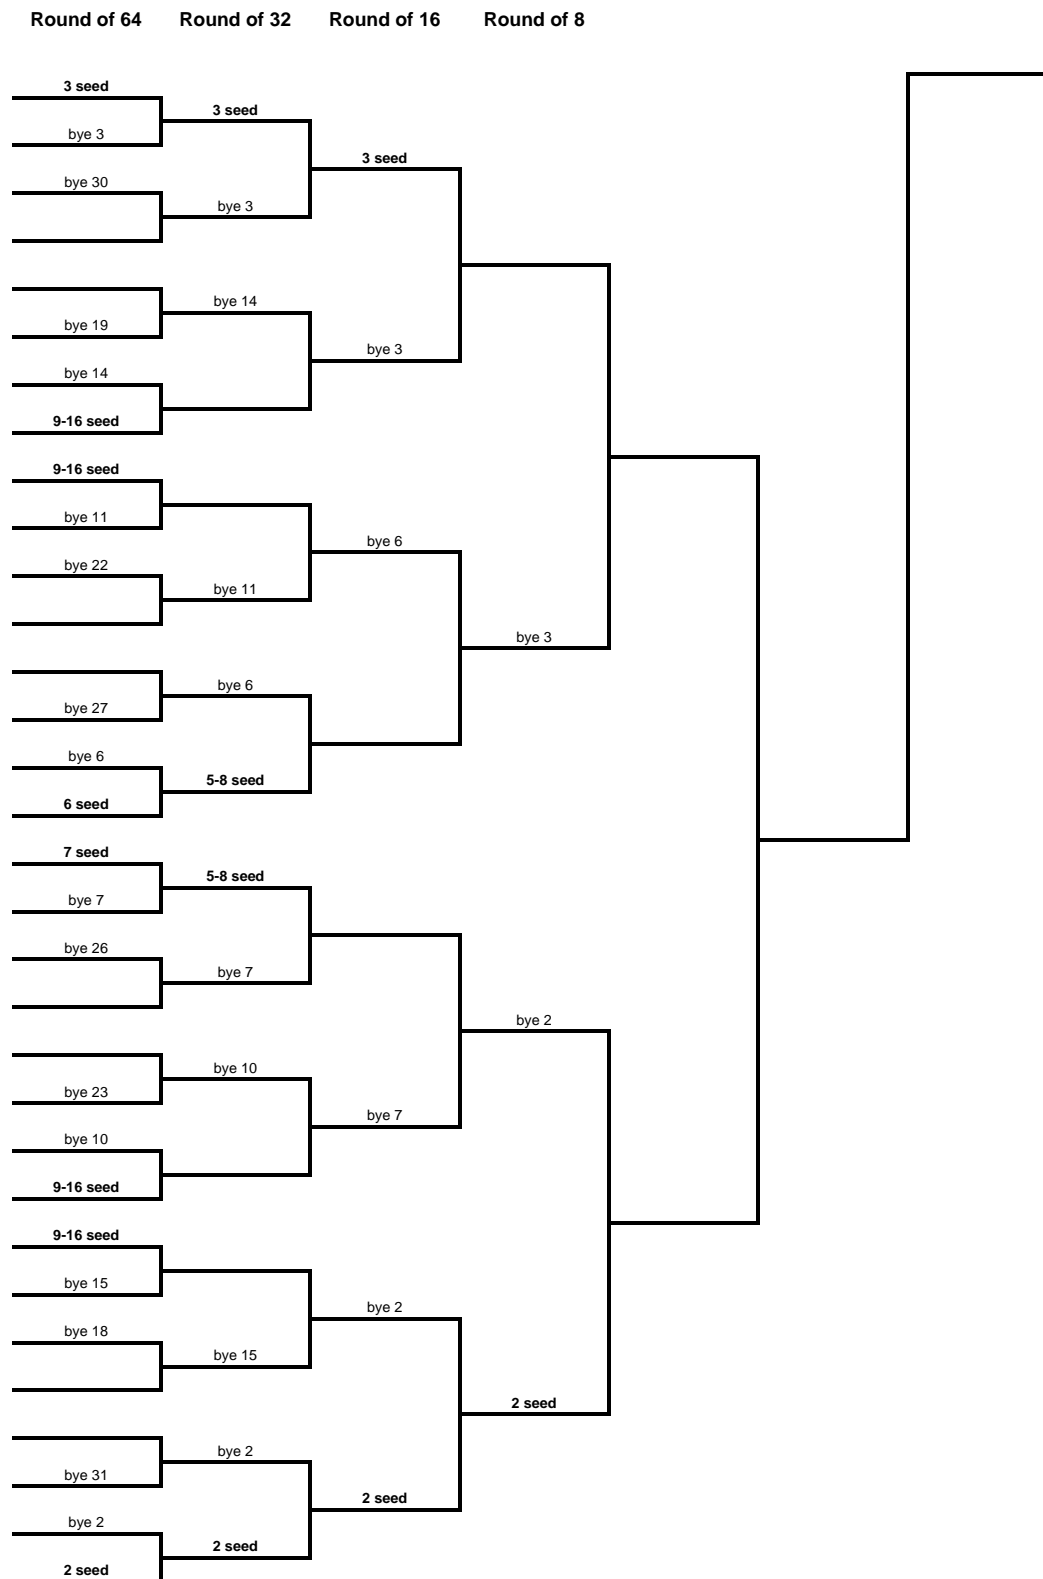 Round of 64 Round of 32 Round of 16 Round of 8
3 seed
3 seed
bye 3
3 seed
bye 30
bye 3
bye 14
bye 19
bye 3
bye 14
9-16 seed
9-16 seed
bye 11
bye 6
bye 22
bye 11
bye 3
bye 6
bye 27
bye 6
5-8 seed
6 seed
7 seed
5-8 seed
bye 7
bye 26
bye 7
bye 2
bye 10
bye 23
bye 7
bye 10
9-16 seed
9-16 seed
bye 15
bye 2
bye 18
bye 15
2 seed
bye 2
bye 31
2 seed
bye 2
2 seed
2 seed